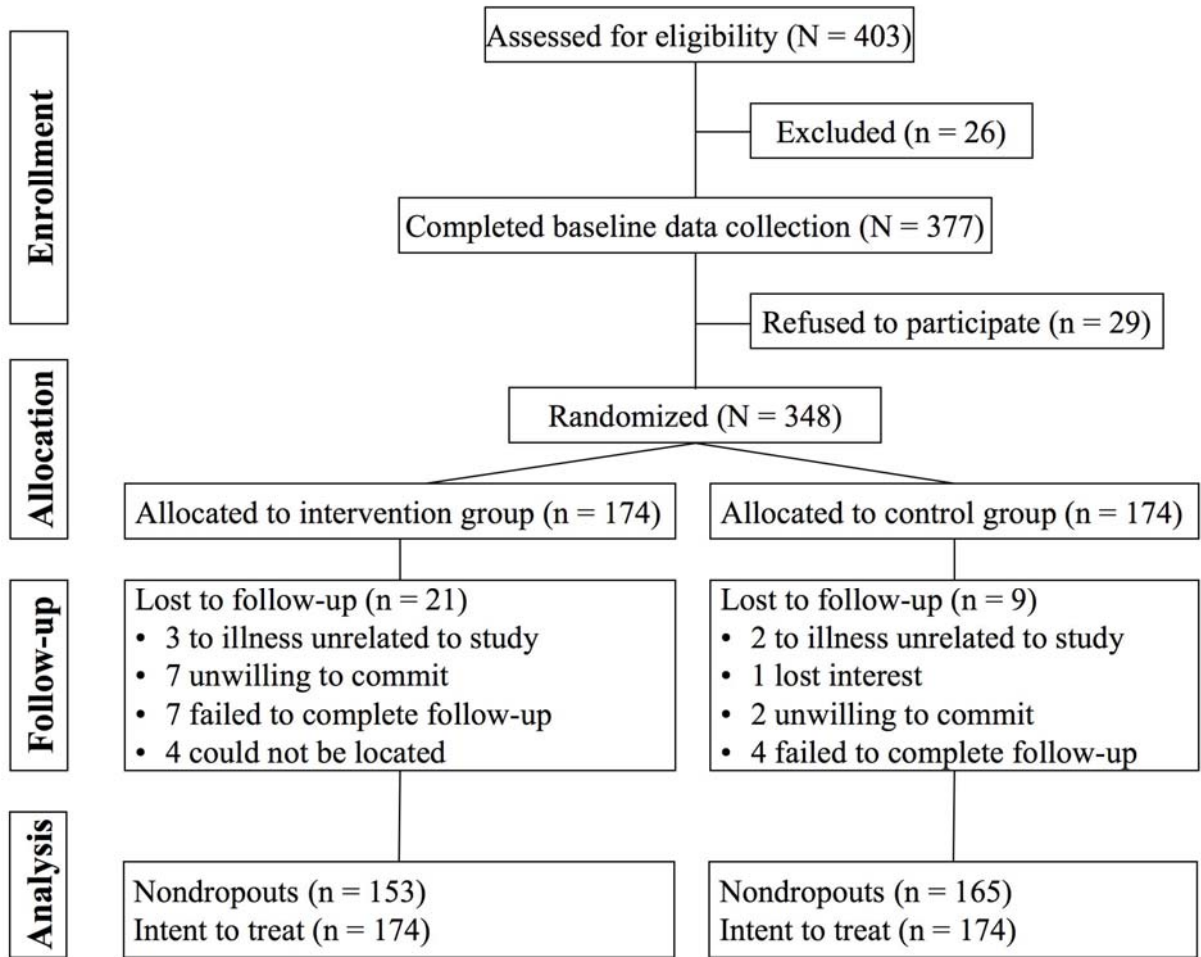 Enrollment
Assessed for eligibility (N = 403)
Excluded (n = 26)
Completed baseline data collection (N = 377)
Refused to participate (n = 29)
Allocation
Randomized (N = 348)
Allocated to intervention group (n = 174)
Allocated to control group (n = 174)
Follow-up
Lost to follow-up (n = 21)
• 3 to illness unrelated to study
• 7 unwilling to commit
• 7 failed to complete follow-up
• 4 could not be located
Lost to follow-up (n = 9)
• 2 to illness unrelated to study
• 1 lost interest
• 2 unwilling to commit
• 4 failed to complete follow-up
Analysis
Nondropouts (n = 153)
Intent to treat (n = 174)
Nondropouts (n = 165)
Intent to treat (n = 174)